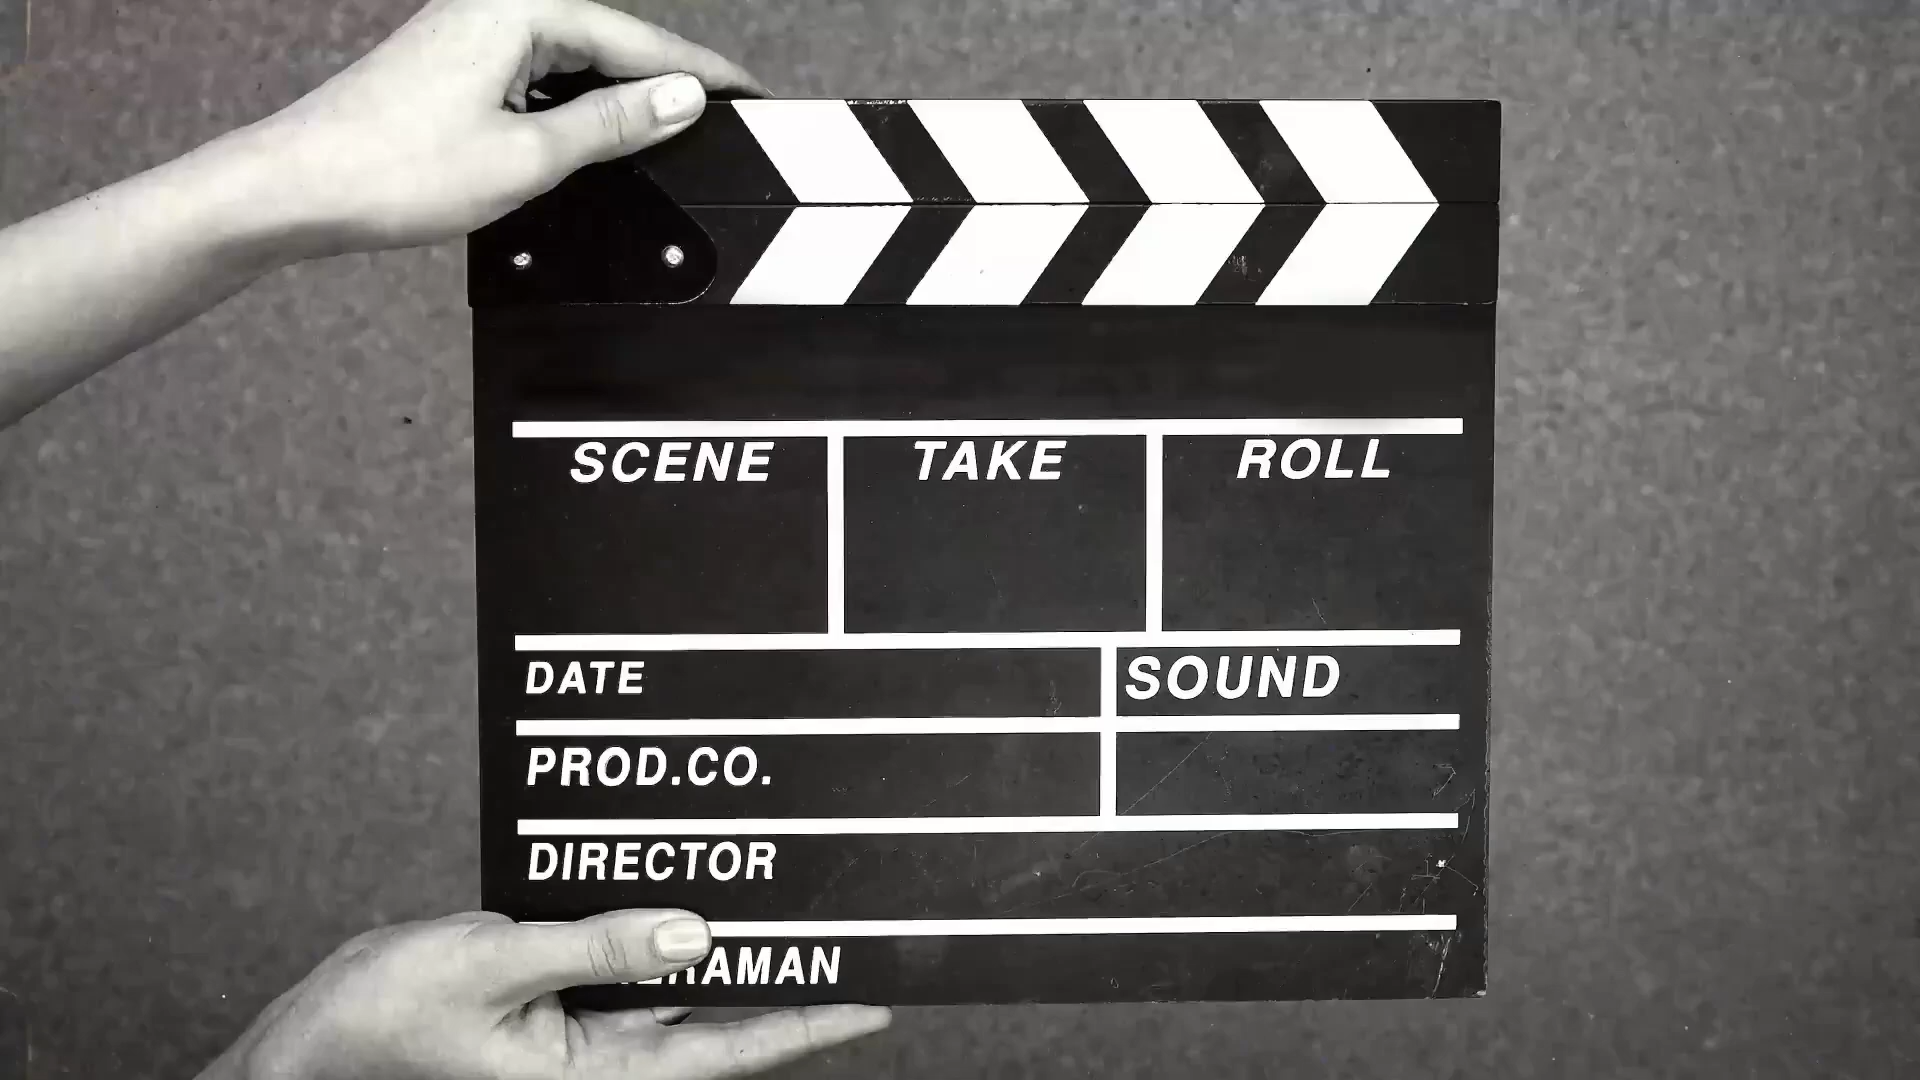 SCENE TAKE ROLL
DATE SOUND
PROD.CO.
DIRECTOR